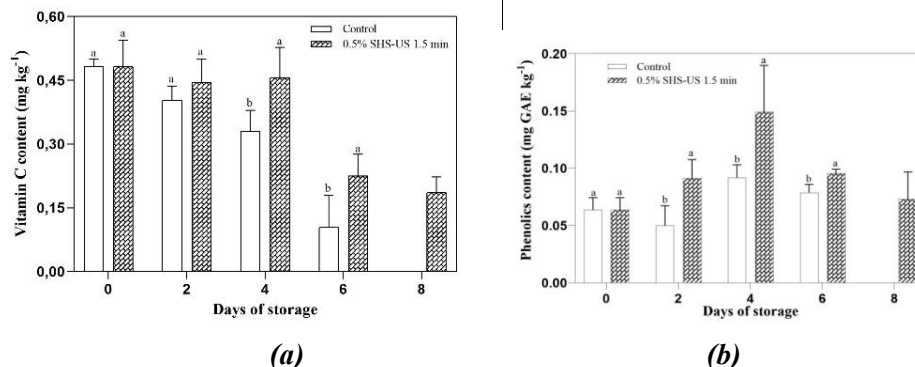 (a)
0,60
0,45
0,30
0,15
0,00
Vitamin C content (mg kg⁻¹)
Control
0.5% SHS-US 1.5 min
a a
a a
b a
b a
0 2 4 6 8
Days of storage
(a)
0.20
0.15
0.10
0.05
0.00
Phenolics content (mg GAE kg⁻¹)
Control
0.5% SHS-US 1.5 min
a a
b a
b a
b a
0 2 4 6 8
Days of storage
(b)